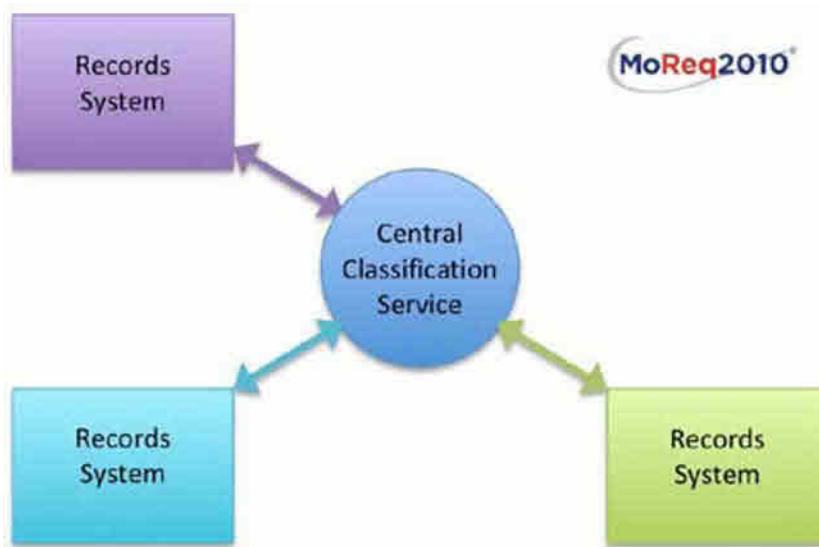 Records
System
MoReq2010®
Central
Classification
Service
Records
System
Records
System